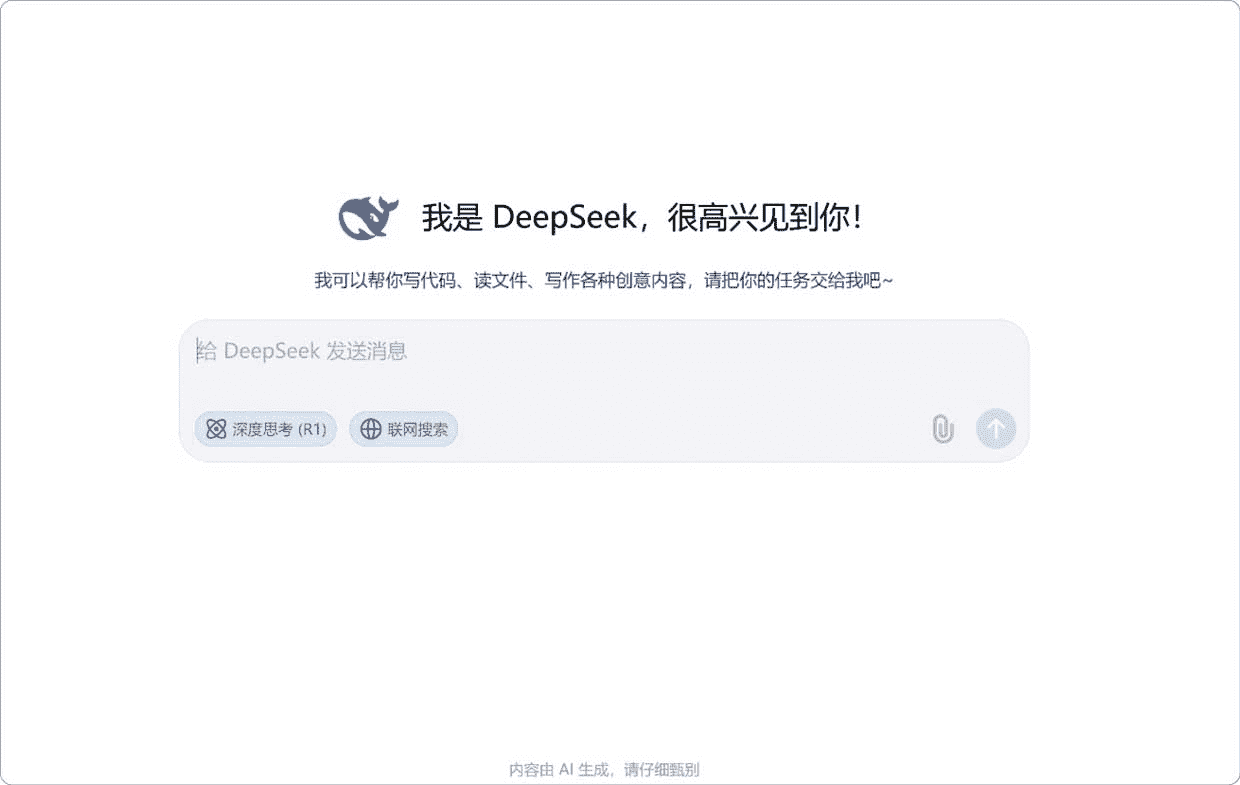 我是 DeepSeek，很高兴见到你！
我可以帮你写代码、读文件、写作各种创意内容，请把你的任务交给我吧~
给 DeepSeek 发送消息
深度思考 (R1) 联网搜索
内容由 AI 生成，请仔细甄别